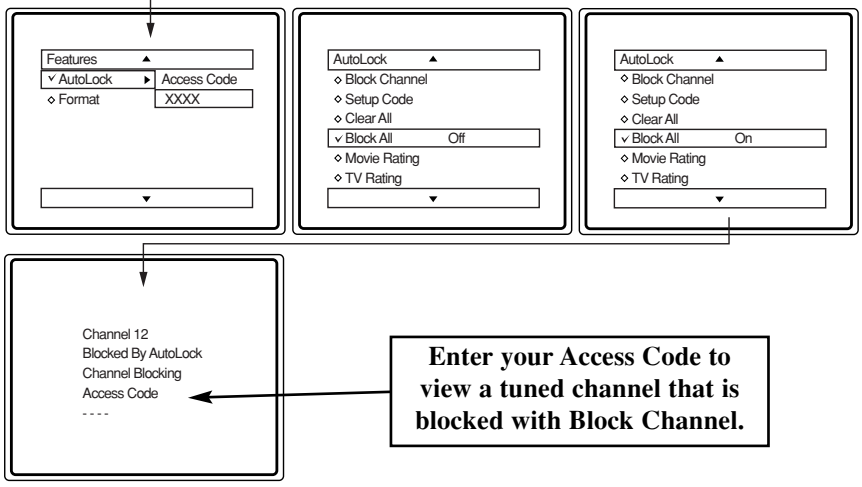 Features ▲
✓ AutoLock ▶ Access Code
◇ Format XXXX
▼
AutoLock ▲
◇ Block Channel
◇ Setup Code
◇ Clear All
✓ Block All Off
◇ Movie Rating
◇ TV Rating
▼
AutoLock ▲
◇ Block Channel
◇ Setup Code
◇ Clear All
✓ Block All On
◇ Movie Rating
◇ TV Rating
▼
Channel 12
Blocked By AutoLock
Channel Blocking
Access Code
- - - -
Enter your Access Code to
view a tuned channel that is
blocked with Block Channel.